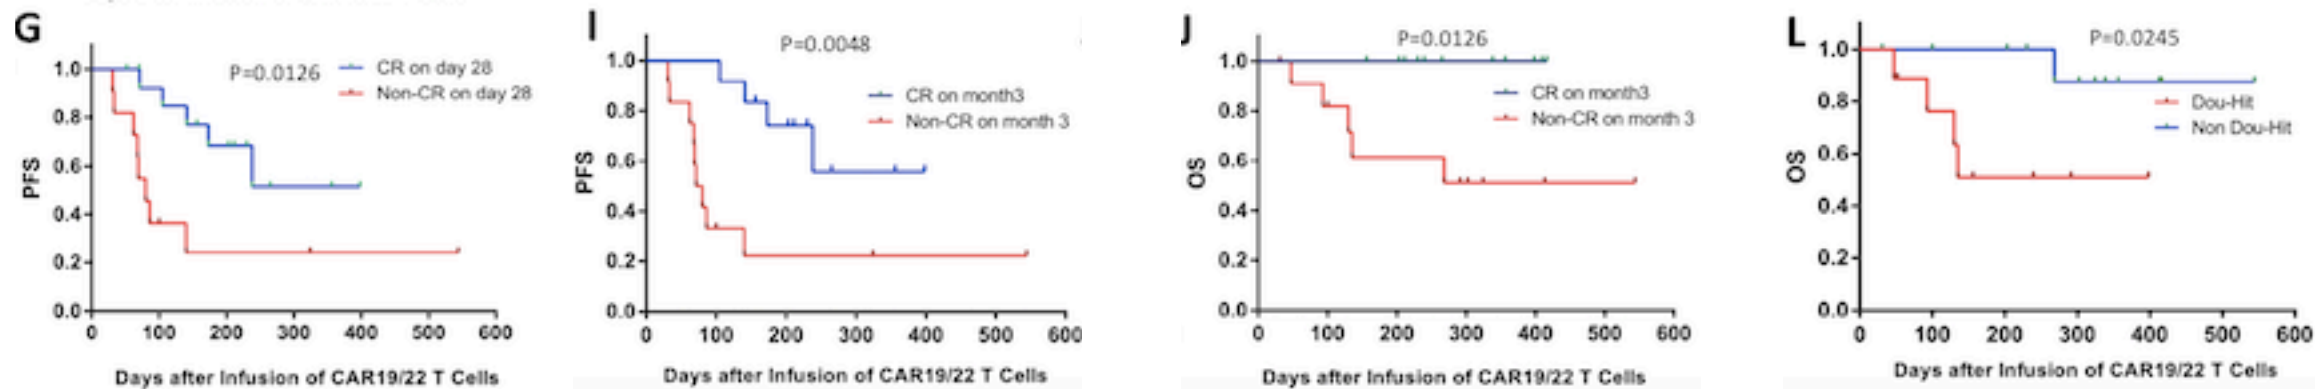 G
P=0.0126
CR on day 28
Non-CR on day 28
PFS
1.0
0.8
0.6
0.4
0.2
0.0
0 100 200 300 400 500 600
Days after Infusion of CAR19/22 T Cells
I
P=0.0048
CR on month3
Non-CR on month 3
PFS
1.0
0.8
0.6
0.4
0.2
0.0
0 100 200 300 400 500 600
Days after Infusion of CAR19/22 T Cells
J
P=0.0126
CR on month3
Non-CR on month 3
OS
1.0
0.8
0.6
0.4
0.2
0.0
0 100 200 300 400 500 600
Days after Infusion of CAR19/22 T Cells
L
P=0.0245
Dou-Hit
Non Dou-Hit
OS
1.0
0.8
0.6
0.4
0.2
0.0
0 100 200 300 400 500 600
Days after Infusion of CAR19/22 T Cells